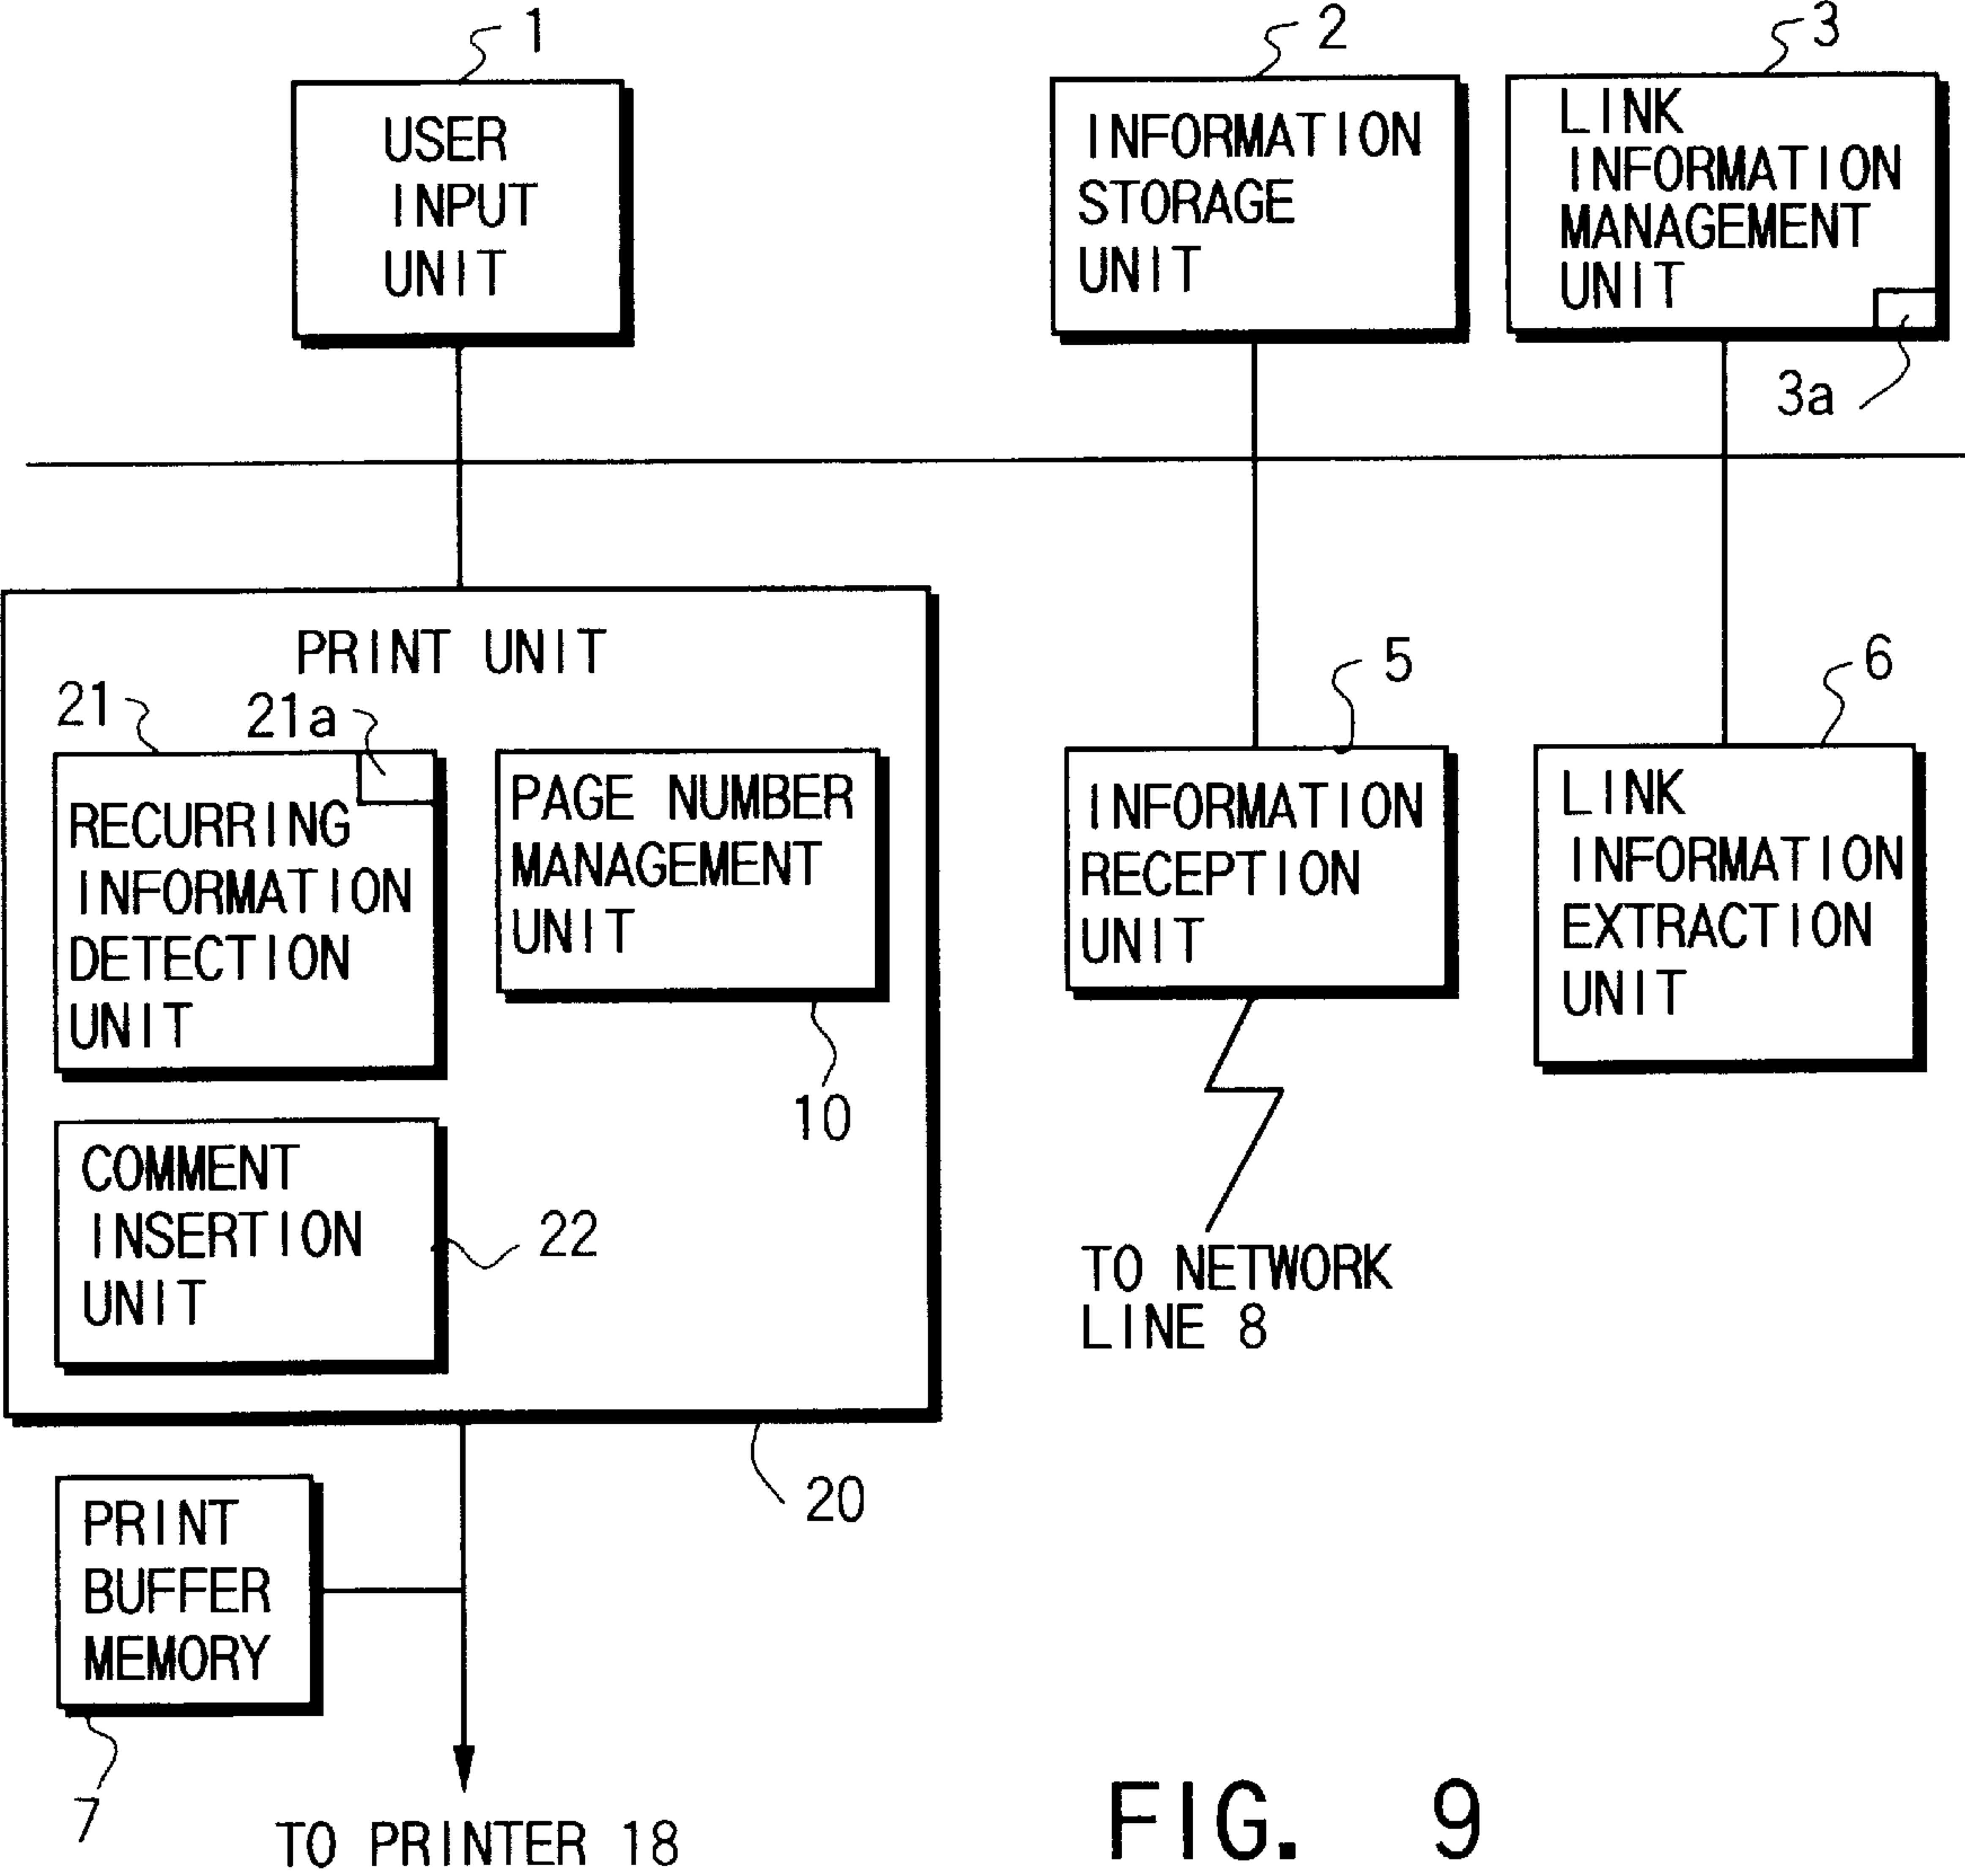 1
2
3
USER
INPUT
UNIT
INFORMATION
STORAGE
UNIT
LINK
INFORMATION
MANAGEMENT
UNIT
3a
PRINT UNIT
21
21a
RECURRING
INFORMATION
DETECTION
UNIT
PAGE NUMBER
MANAGEMENT
UNIT
10
5
INFORMATION
RECEPTION
UNIT
6
LINK
INFORMATION
EXTRACTION
UNIT
COMMENT
INSERTION
UNIT
22
TO NETWORK
LINE 8
20
PRINT
BUFFER
MEMORY
7
TO PRINTER 18
FIG. 9